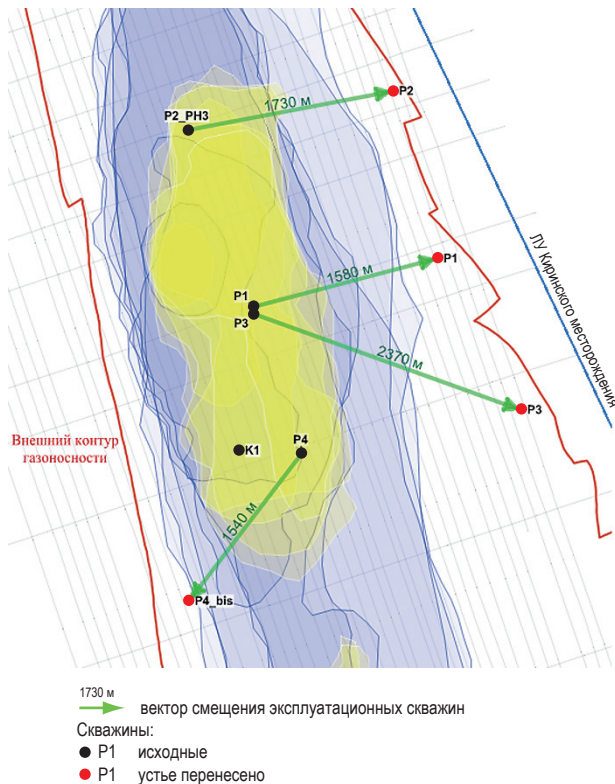 P2
1730 м
P2_PH3
P1
1580 м
P1
P3
ЛУ Киринского месторождения
2370 м
P3
Внешний контур
газоносности
K1
P4
1540 м
P4_bis
1730 м
вектор смещения эксплуатационных скважин
Скважины:
P1 исходные
P1 устье перенесено